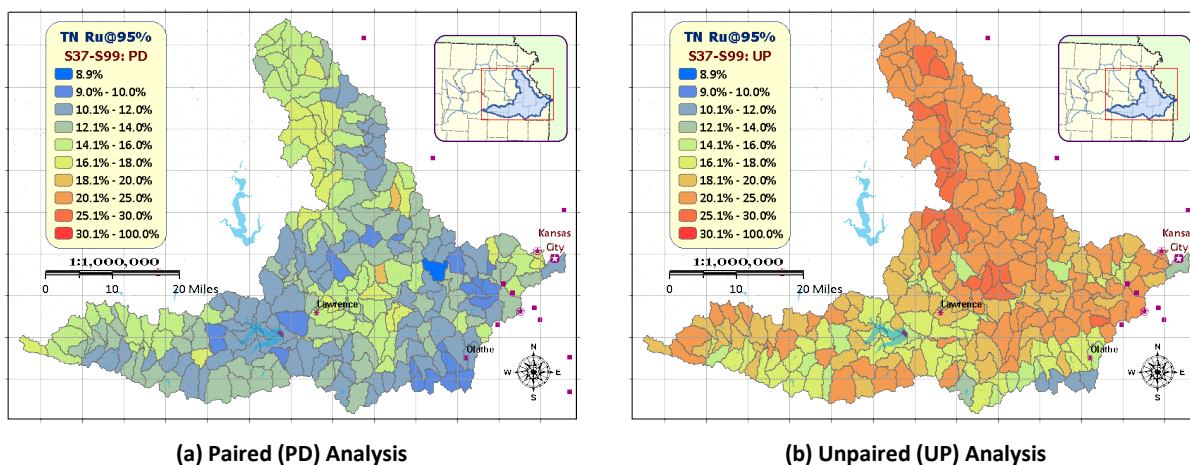 TN Ru@95%
S37-S99: PD
8.9%
9.0% - 10.0%
10.1% - 12.0%
12.1% - 14.0%
14.1% - 16.0%
16.1% - 18.0%
18.1% - 20.0%
20.1% - 25.0%
25.1% - 30.0%
30.1% - 100.0%
1:1,000,000
0 10 20 Miles
Kansas
City
Lawrence
Olathe
N
W E
S
(a) Paired (PD) Analysis
TN Ru@95%
S37-S99: UP
8.9%
9.0% - 10.0%
10.1% - 12.0%
12.1% - 14.0%
14.1% - 16.0%
16.1% - 18.0%
18.1% - 20.0%
20.1% - 25.0%
25.1% - 30.0%
30.1% - 100.0%
1:1,000,000
0 10 20 Miles
Kansas
City
Lawrence
Olathe
N
W E
S
(b) Unpaired (UP) Analysis